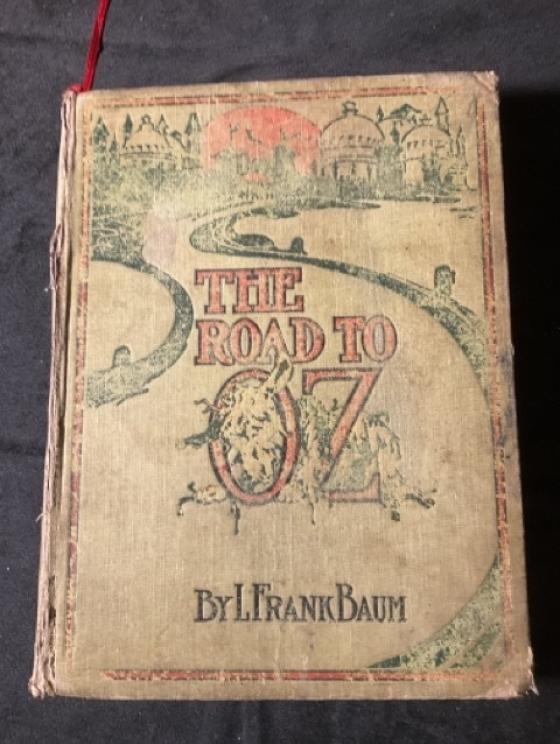 THE
ROAD TO
OZ
BY L. FRANK BAUM